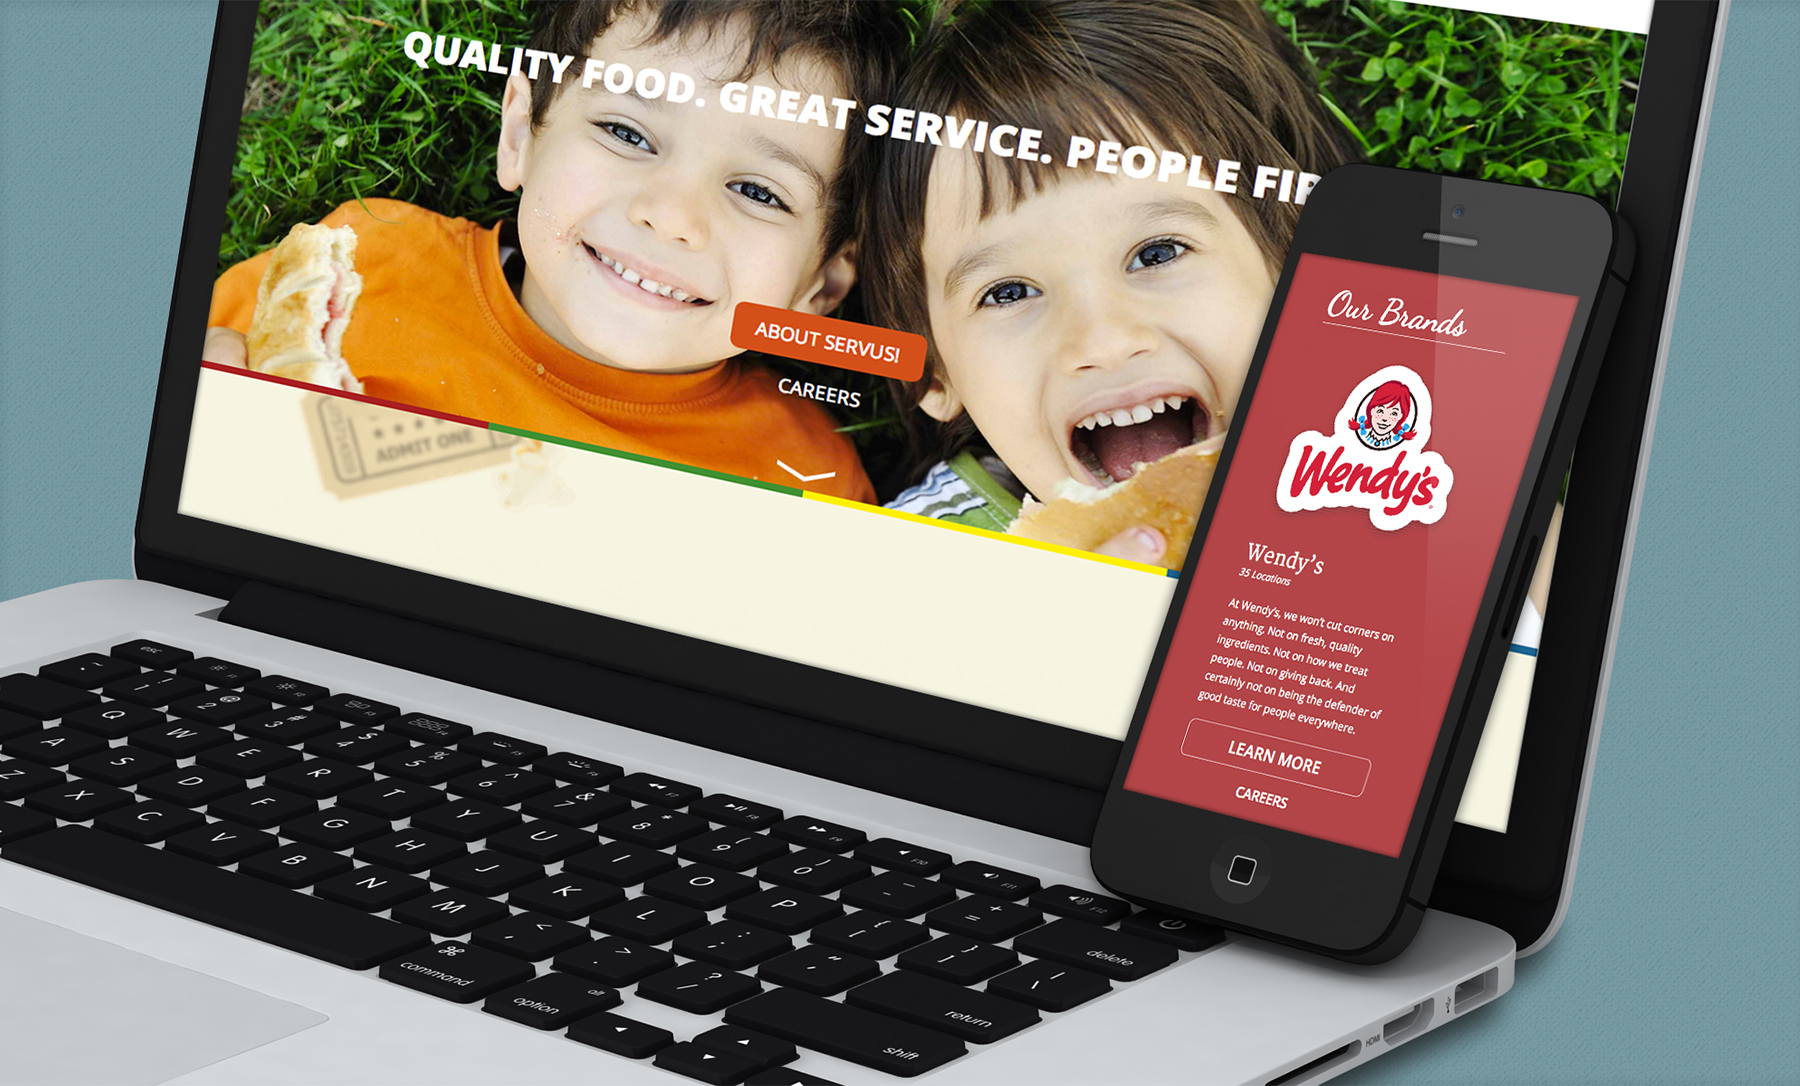 QUALITY FOOD. GREAT SERVICE. PEOPLE
ABOUT SERVUS!
CAREERS
ADMIT ONE
Our Brands
Wendy's
Wendy's
35 Locations
At Wendy's, we won't cut corners on
anything. Not on fresh, quality
ingredients. Not on how we treat
people. Not on giving back. And
certainly not on being the defender of
good taste for people everywhere.
LEARN MORE
CAREERS
esc
Q W E R T Y U I O P
A S D F G H J K L
Z X C V B N M
delete
return
shift
command
option
alt
HDMI